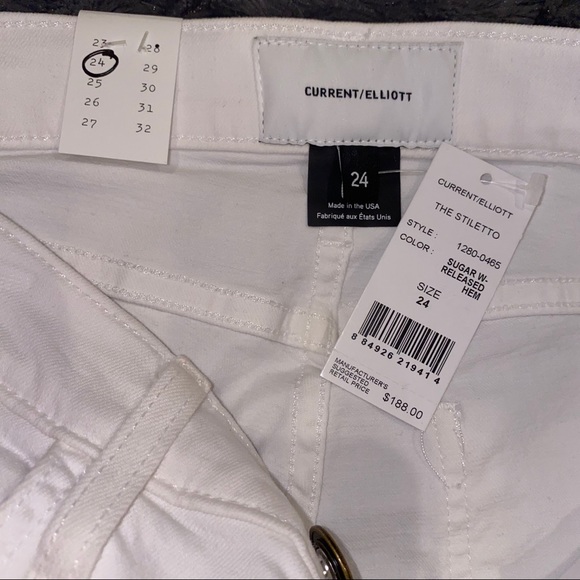 23 28
24 29
25 30
26 31
27 32
CURRENT/ELLIOTT
24
Made in the USA
Fabriqué aux États Unis
CURRENT/ELLIOTT
THE STILETTO
STYLE : 1280-0465
COLOR : SUGAR W-
RELEASED
HEM
SIZE
24
8 84926 21941 4
MANUFACTURER'S
SUGGESTED
RETAIL PRICE
$188.00